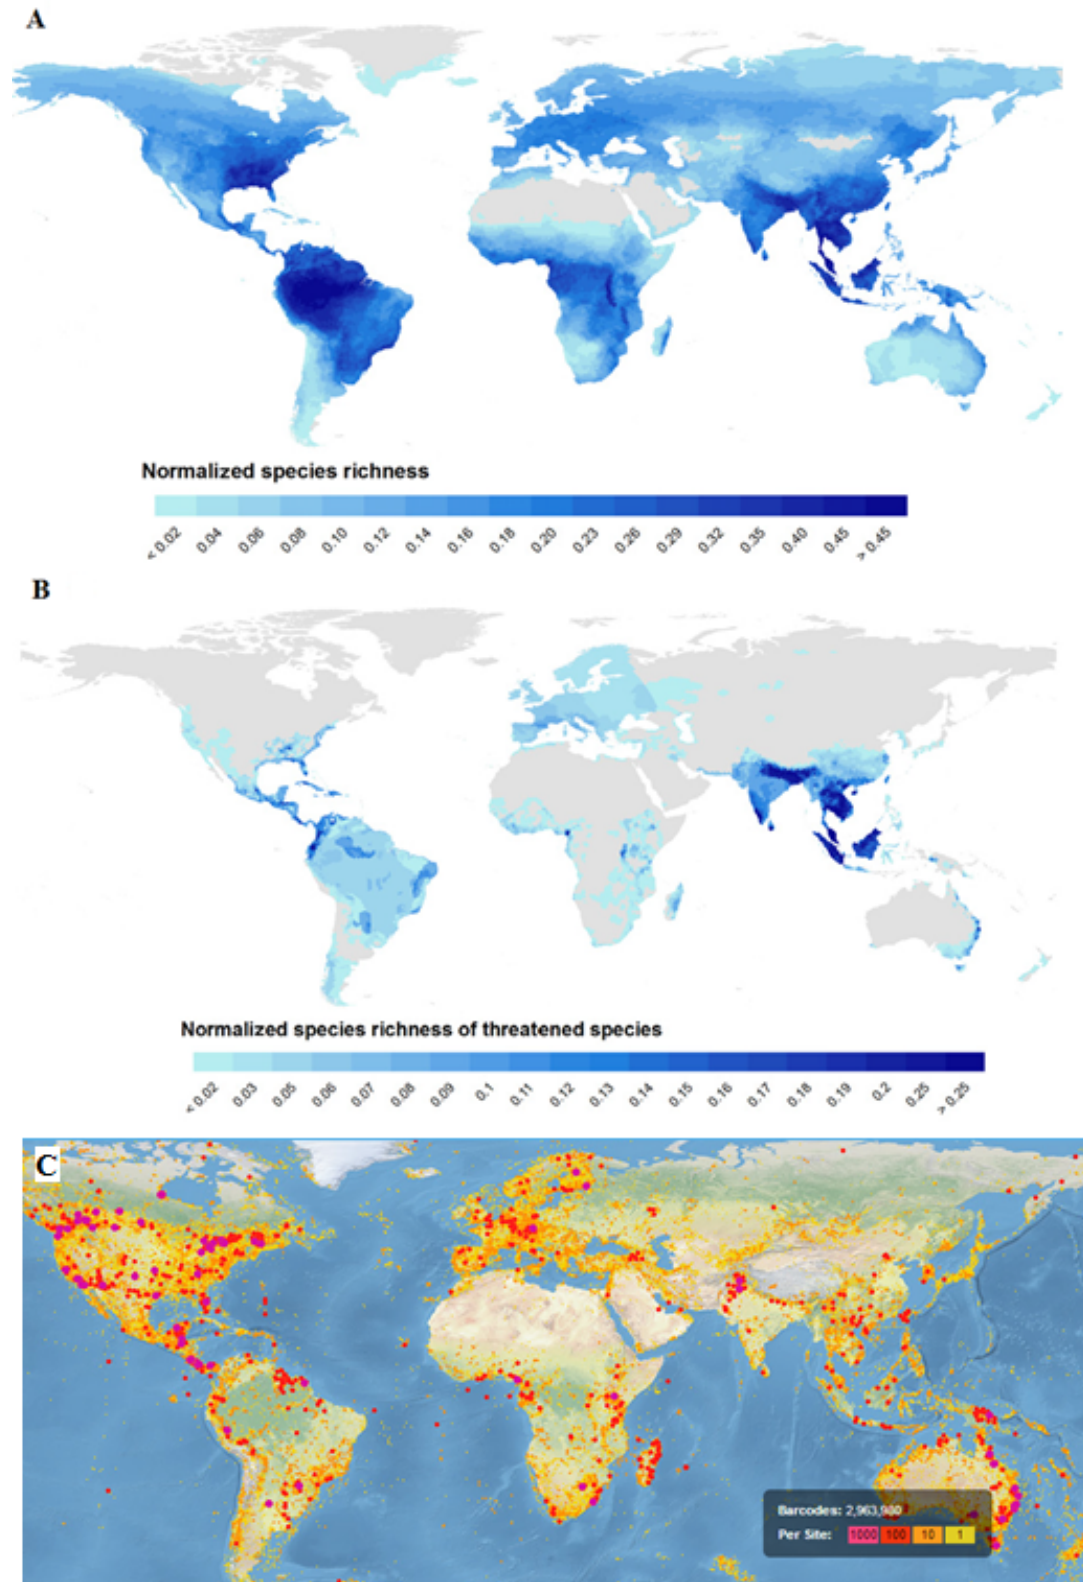 A
Normalized species richness
< 0.02 0.04 0.06 0.08 0.10 0.12 0.14 0.16 0.18 0.20 0.23 0.26 0.29 0.32 0.35 0.40 0.45 > 0.45
B
Normalized species richness of threatened species
< 0.02 0.03 0.05 0.06 0.07 0.08 0.09 0.1 0.11 0.12 0.13 0.14 0.15 0.16 0.17 0.18 0.19 0.2 0.25 > 0.25
C
Barcodes: 2,963,980
Per Site: 1000 100 10 1